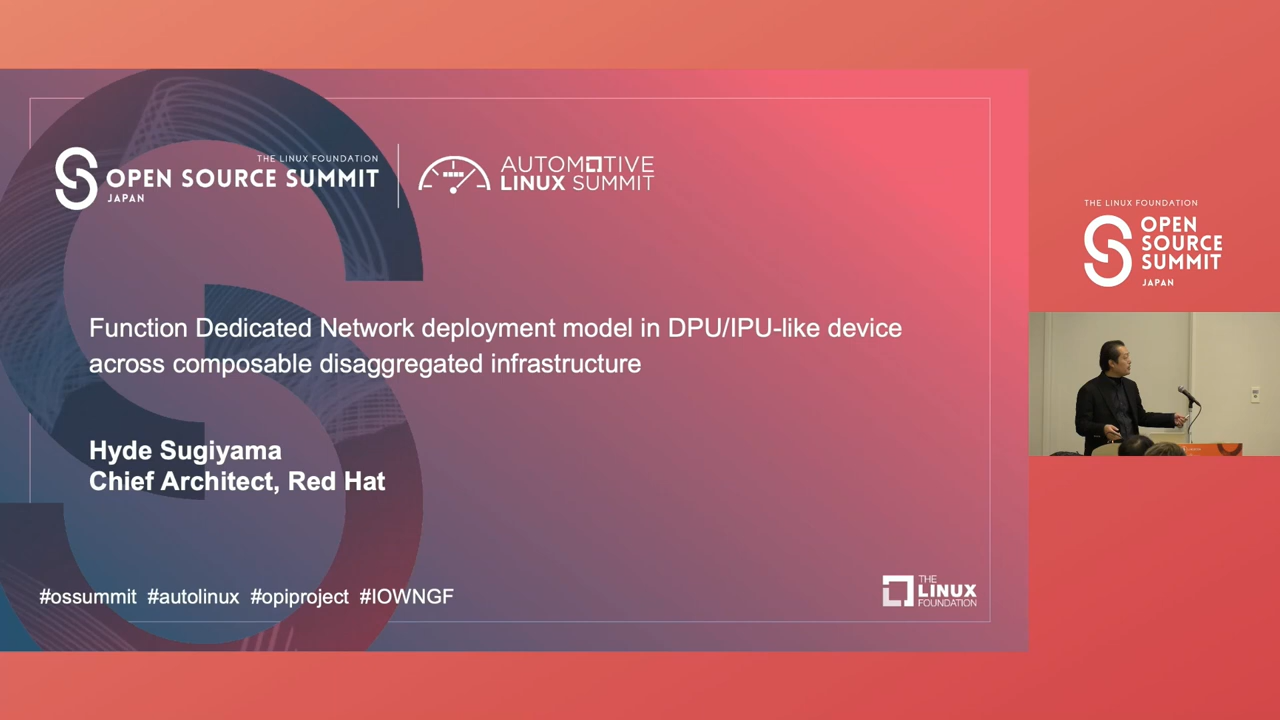 THE LINUX FOUNDATION
OPEN SOURCE SUMMIT
JAPAN
AUTOMOTIVE
LINUX SUMMIT
Function Dedicated Network deployment model in DPU/IPU-like device
across composable disaggregated infrastructure
Hyde Sugiyama
Chief Architect, Red Hat
#ossummit #autolinux #opiproject #IOWNGF
THE
LINUX
FOUNDATION
THE LINUX FOUNDATION
OPEN
SOURCE
SUMMIT
JAPAN